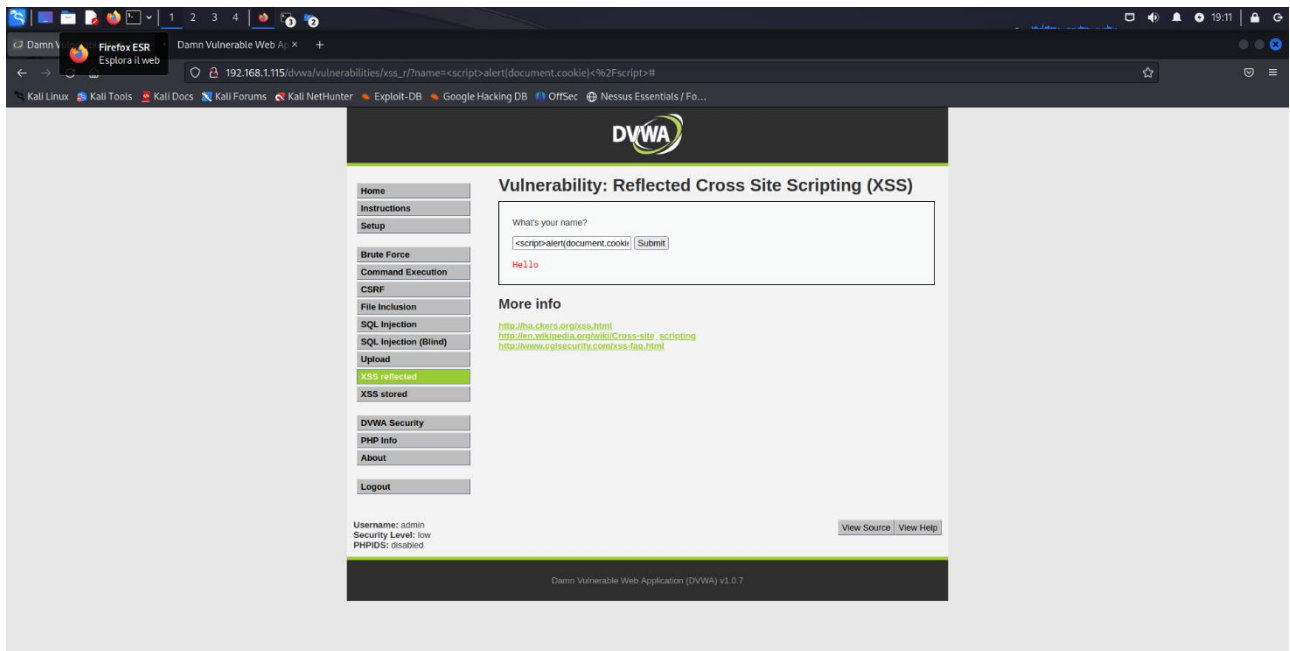 1 2 3 4
19:11
Firefox ESR
Esplora il web
Damn Vulnerable Web Ap
192.168.1.115/dvwa/vulnerabilities/xss_r/?name=<script>alert(document.cookie)<%2Fscript>#
Kali Linux Kali Tools Kali Docs Kali Forums Kali NetHunter Exploit-DB Google Hacking DB OffSec Nessus Essentials / Fo...
DVWA
Home
Instructions
Setup
Brute Force
Command Execution
CSRF
File Inclusion
SQL Injection
SQL Injection (Blind)
Upload
XSS reflected
XSS stored
DVWA Security
PHP Info
About
Logout
Username: admin
Security Level: low
PHPIDS: disabled
Vulnerability: Reflected Cross Site Scripting (XSS)
What's your name?
<script>alert(document.cooki Submit
Hello
More info
http://ha.ckers.org/xss.html
http://en.wikipedia.org/wiki/Cross-site_scripting
http://www.cgisecurity.com/xss-faq.html
View Source View Help
Damn Vulnerable Web Application (DVWA) v1.0.7